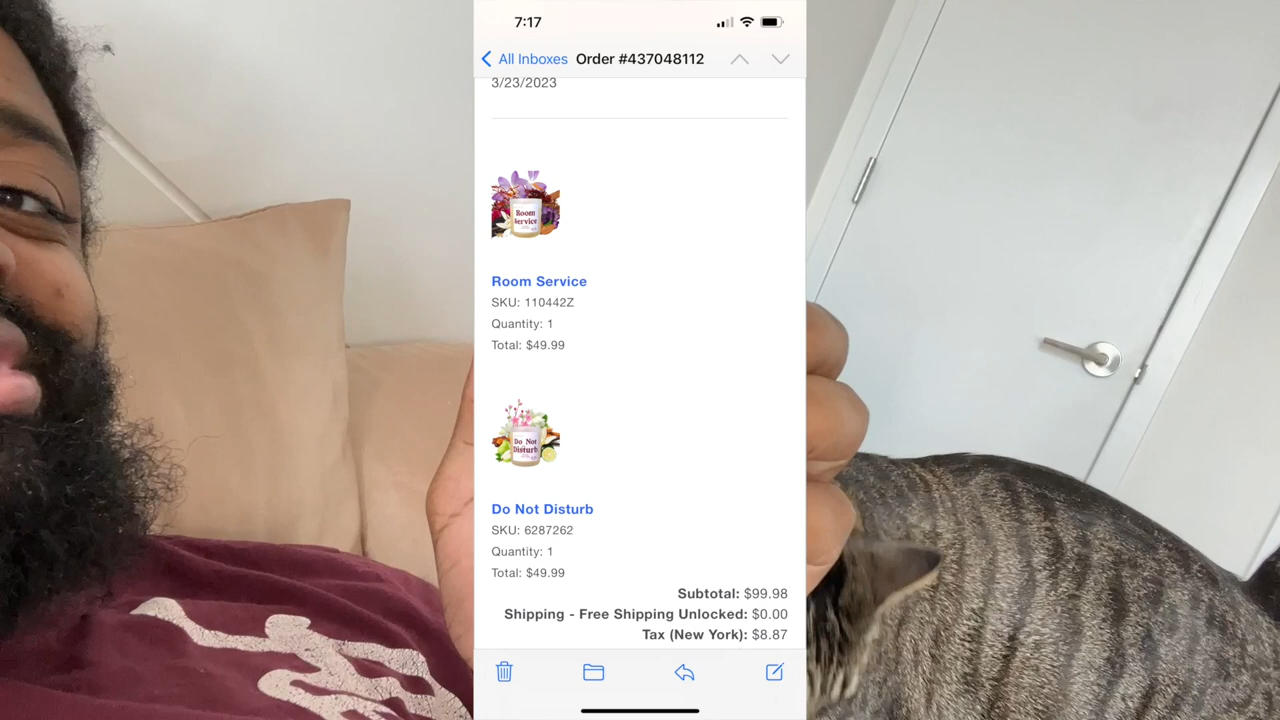 7:17
All Inboxes Order #437048112
3/23/2023
Room
Service
Room Service
SKU: 110442Z
Quantity: 1
Total: $49.99
Do Not
Disturb
Do Not Disturb
SKU: 6287262
Quantity: 1
Total: $49.99
Subtotal: $99.98
Shipping - Free Shipping Unlocked: $0.00
Tax (New York): $8.87